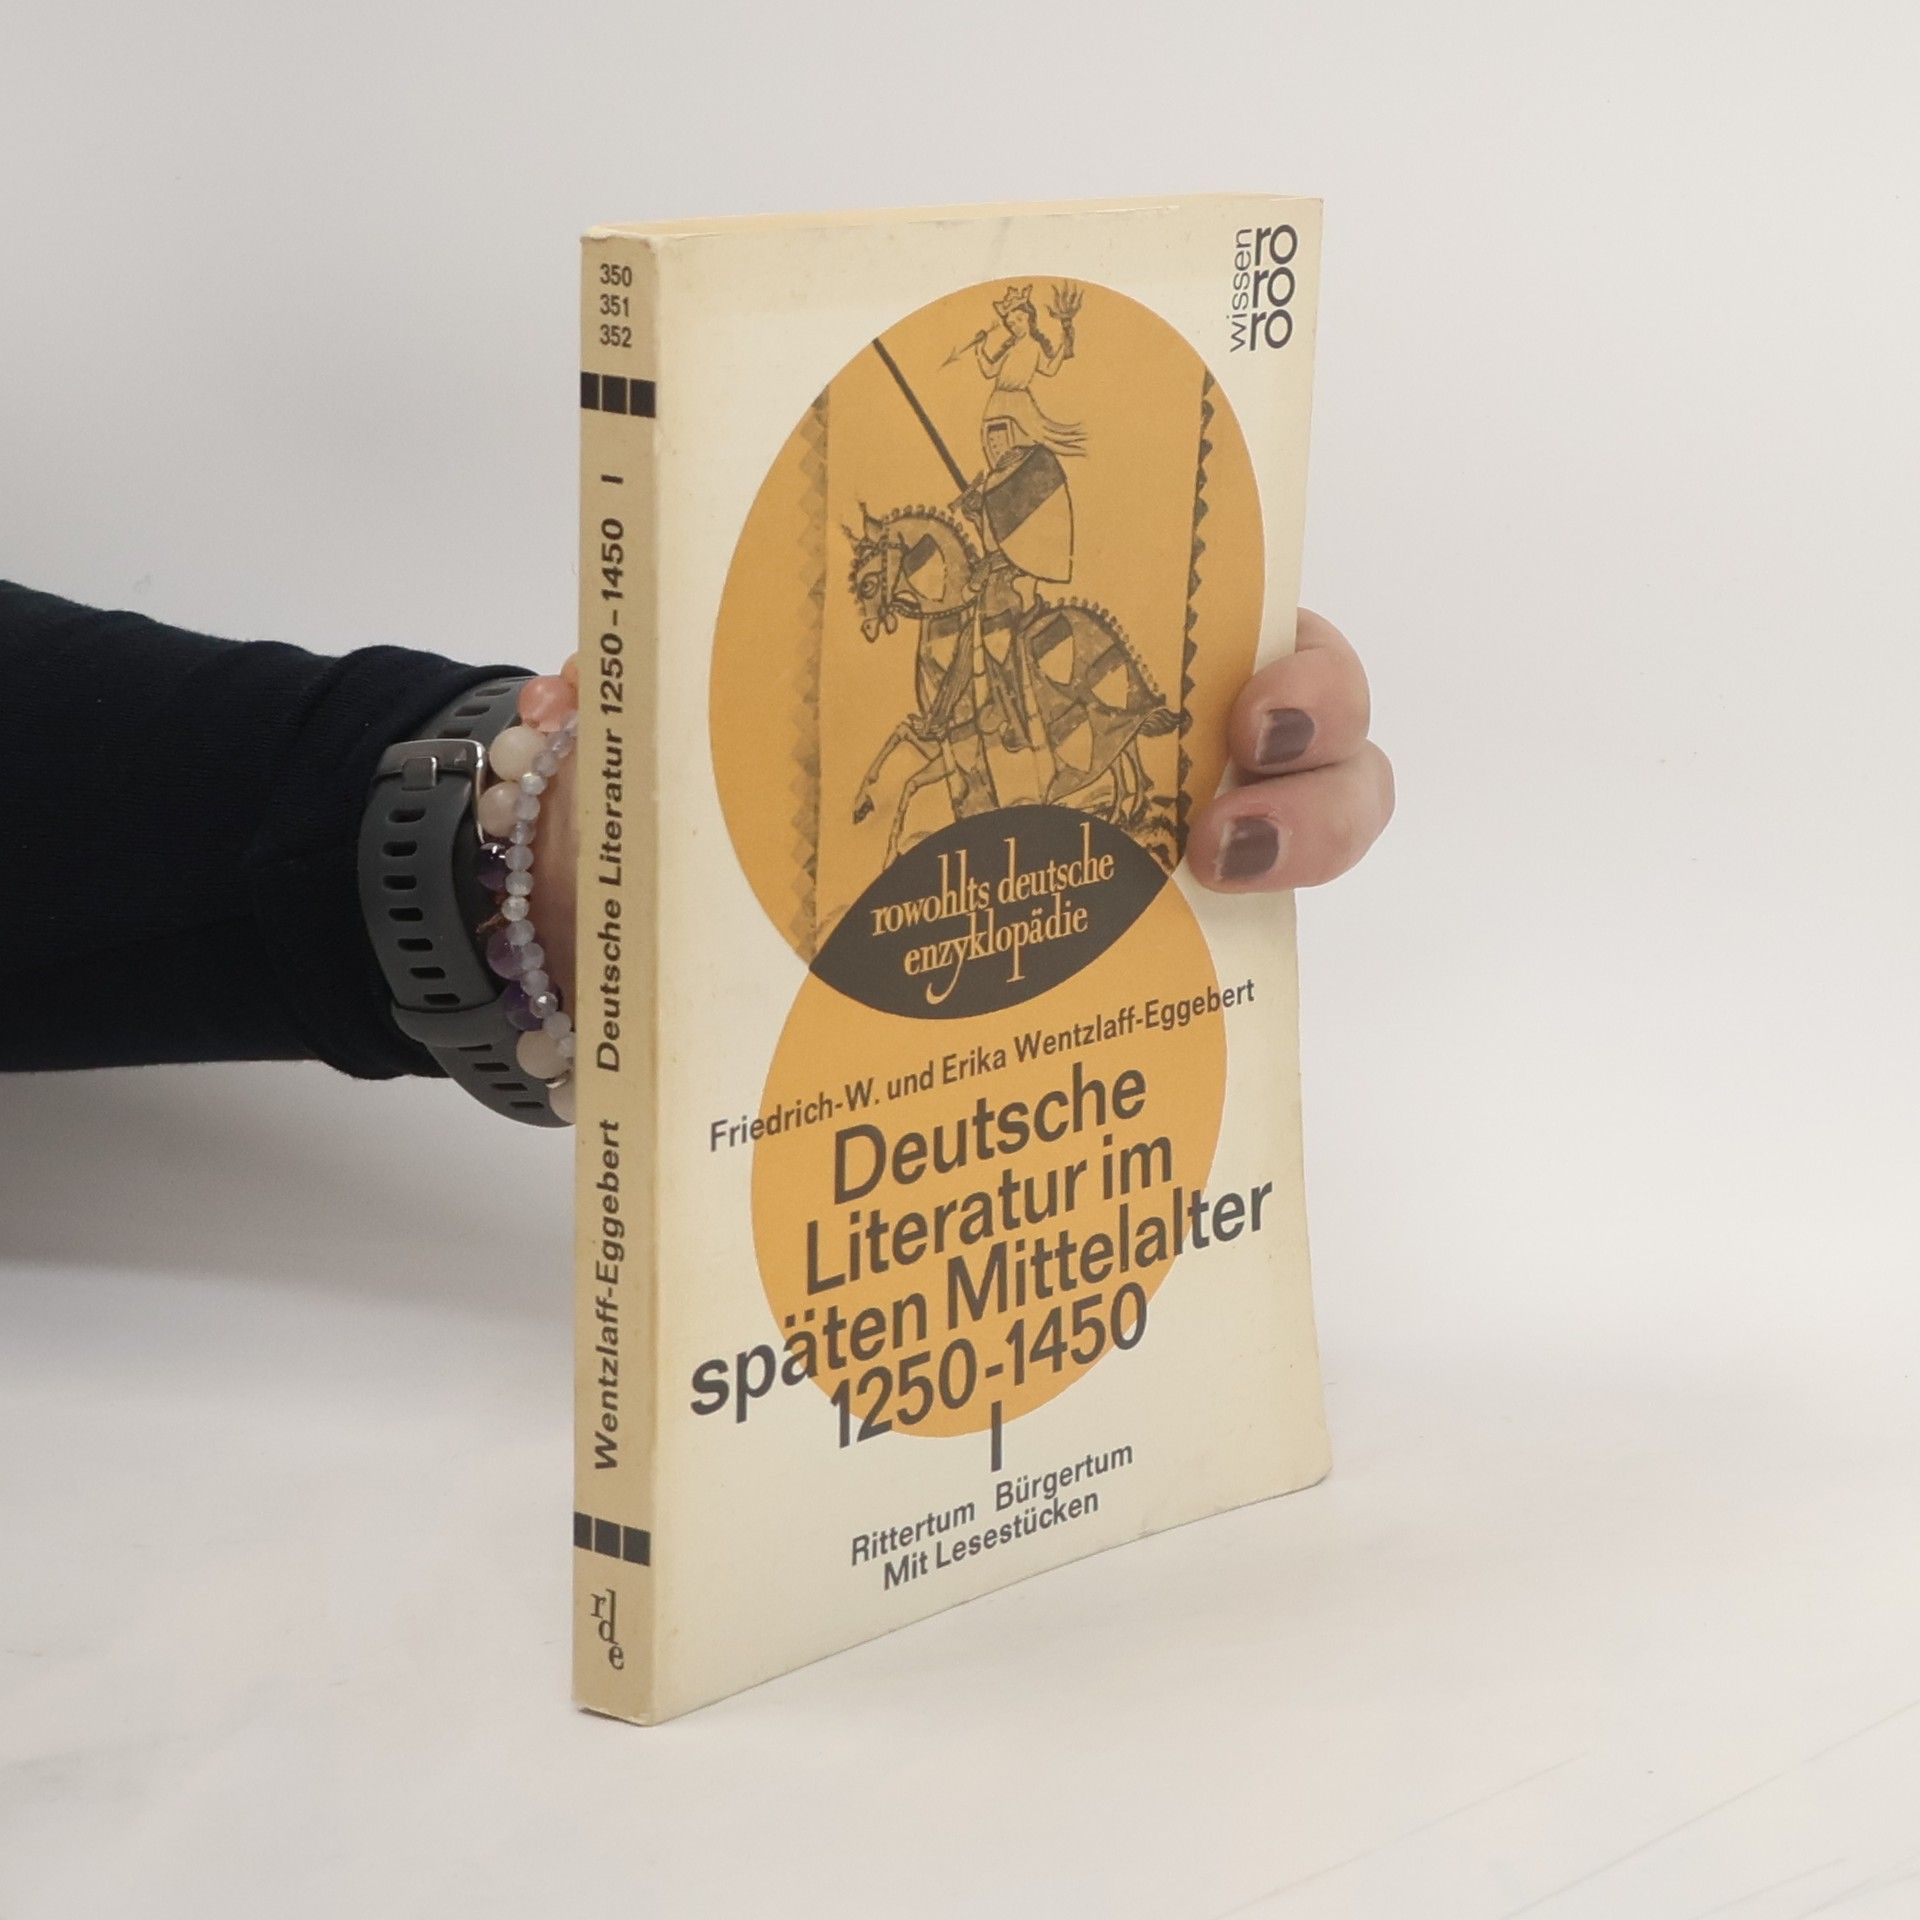 350
351
352
Wentzlaff-Eggebert Deutsche Literatur 1250–1450 I
rde
wissen
ro
ro
ro
rowohlts deutsche
enzyklopädie
Friedrich-W. und Erika Wentzlaff-Eggebert
Deutsche
Literatur im
späten Mittelalter
1250-1450
I
Rittertum Bürgertum
Mit Lesestücken